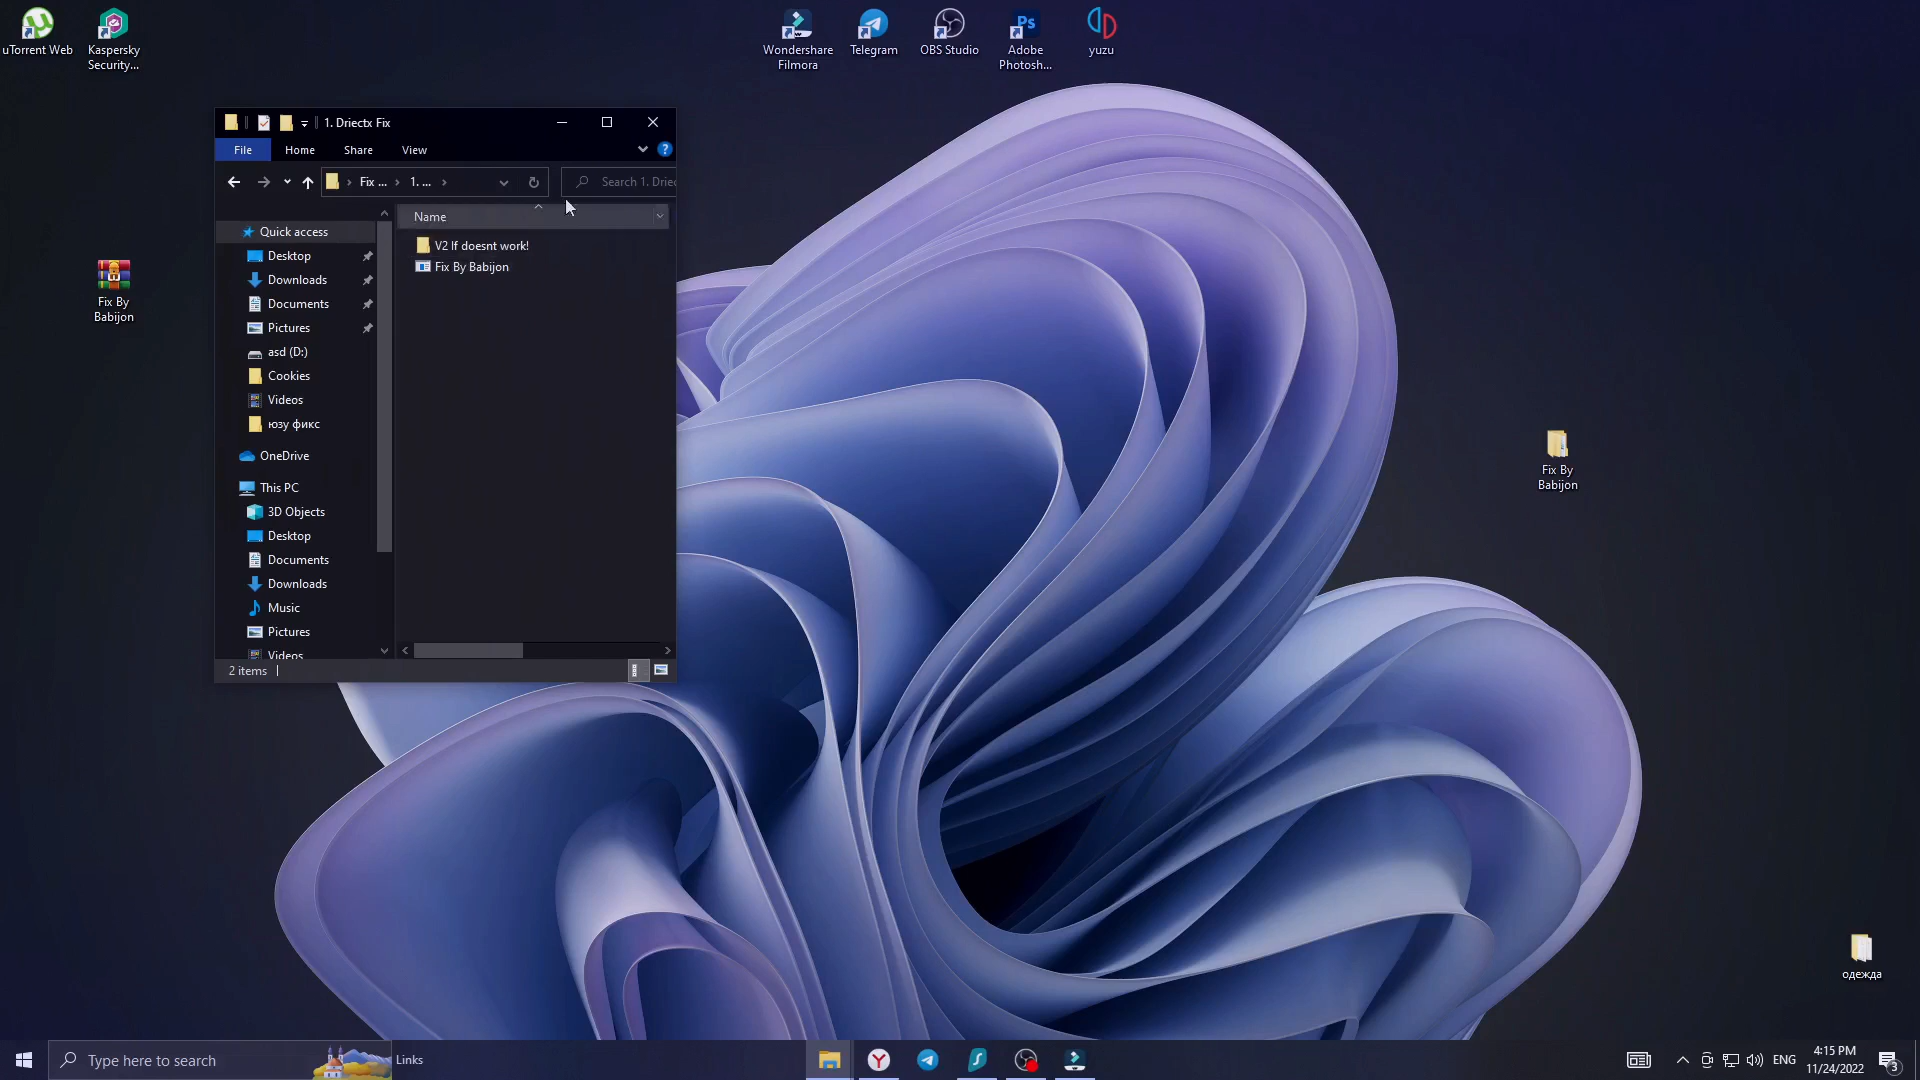 uTorrent Web
Kaspersky
Security...
Wondershare
Filmora
Telegram
OBS Studio
Ps
Adobe
Photosh...
yuzu
1. Driectx Fix
File
Home
Share
View
?
Fix ...
1. ...
Search 1. Driec
Name
V2 If doesnt work!
Fix By Babijon
Quick access
Desktop
Downloads
Documents
Pictures
asd (D:)
Cookies
Videos
юзу фикс
OneDrive
This PC
3D Objects
Desktop
Documents
Downloads
Music
Pictures
Videos
2 items
Fix By
Babijon
Fix By
Babijon
одежда
Type here to search
Links
ENG
4:15 PM
11/24/2022
3